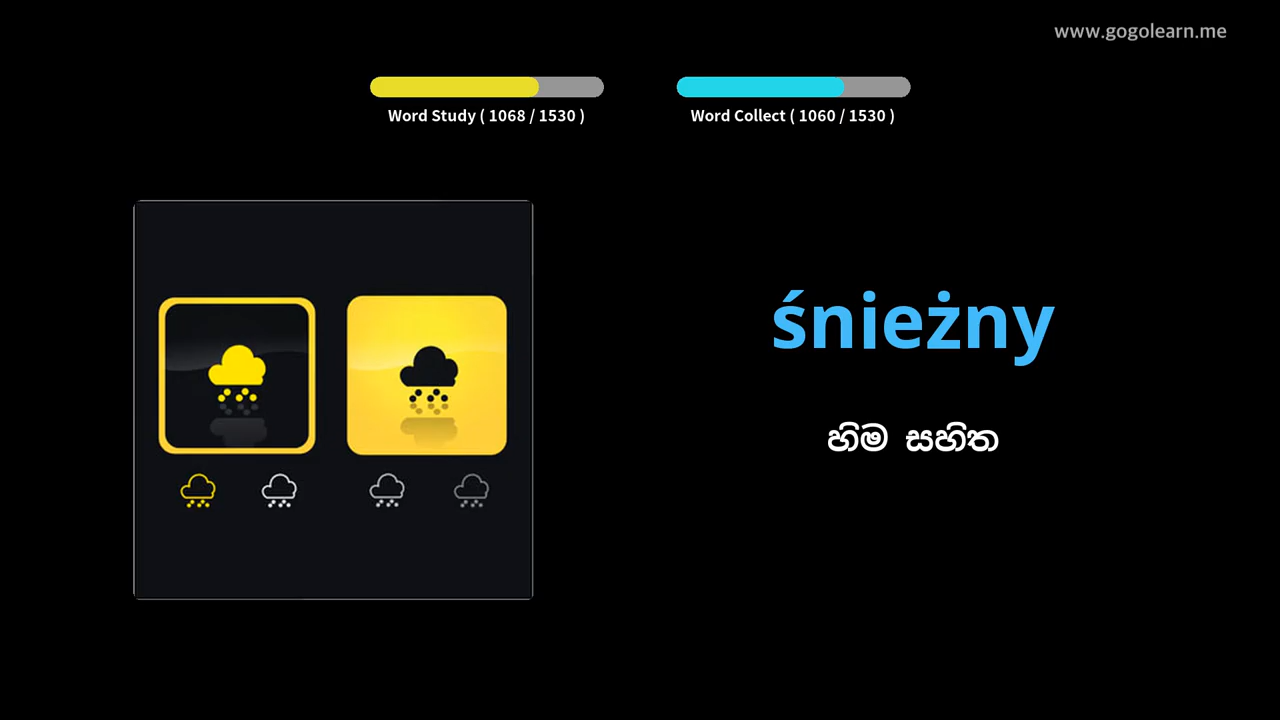 www.gogolearn.me
Word Study ( 1068 / 1530 )
Word Collect ( 1060 / 1530 )
śnieżny
හිම සහිත